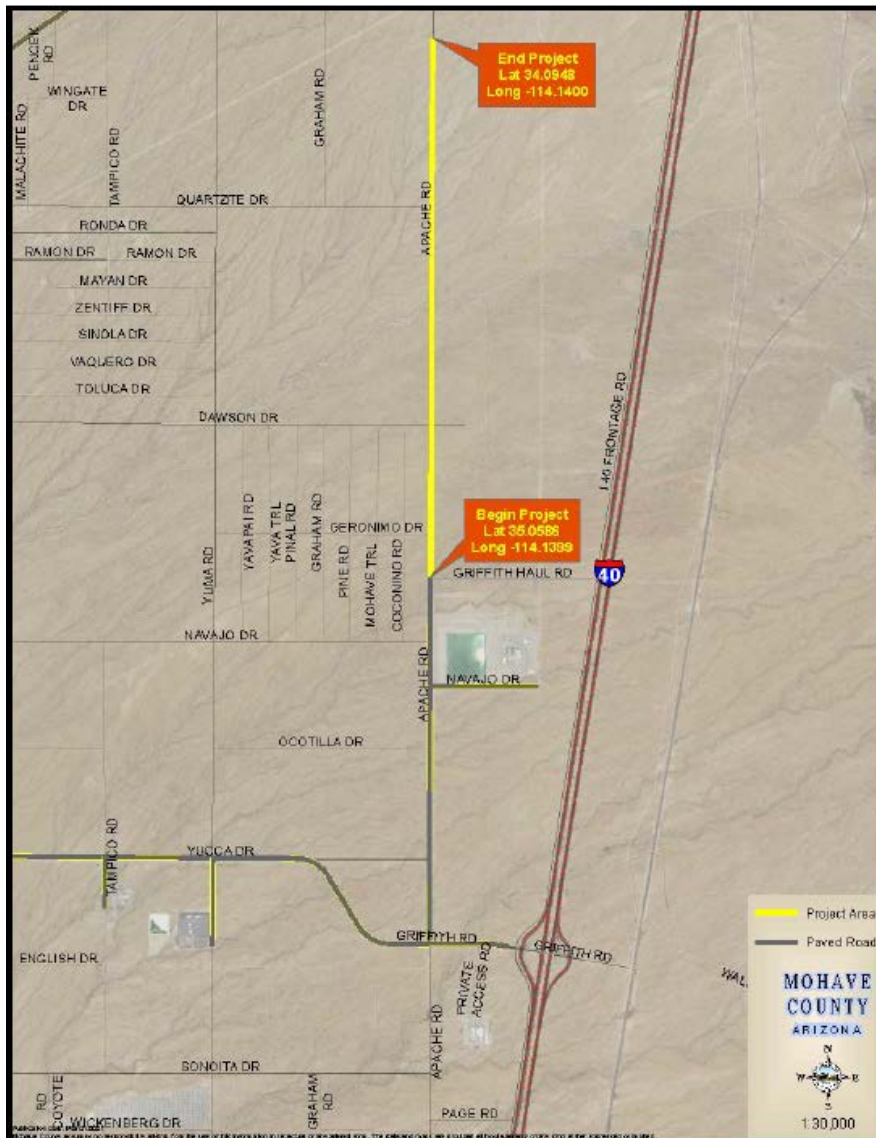 End Project
Lat 34.0948
Long -114.1400
PENCEK RD
WINGATE DR
MALACHITE RD
TAMPICO RD
GRAHAM RD
APACHE RD
QUARTZITE DR
RONDA DR
RAMON DR
RAMON DR
MAYAN DR
ZENTIFF DR
SINOLA DR
VAQUERO DR
TOLUCA DR
DAWSON DR
I-40 FRONTAGE RD
Begin Project
Lat 35.0586
Long -114.1399
YUMA RD
YAVAPAI RD
YAVA TRL
PINAL RD
GRAHAM RD
GERONIMO DR
PINE RD
MOHAVE TRL
COCONINO RD
GRIFFITH HAUL RD
40
NAVAJO DR
APACHE RD
NAVAJO DR
OCOTILLA DR
TAMPICO RD
YUCCA DR
GRIFFITH RD
GRIFFITH RD
ENGLISH DR
PRIVATE ACCESS RD
APACHE RD
SONOITA DR
COYOTE RD
WICKENBERG DR
GRAHAM RD
PAGE RD
Project Area
Paved Road
MOHAVE
COUNTY
ARIZONA
N
W E
S
1:30,000